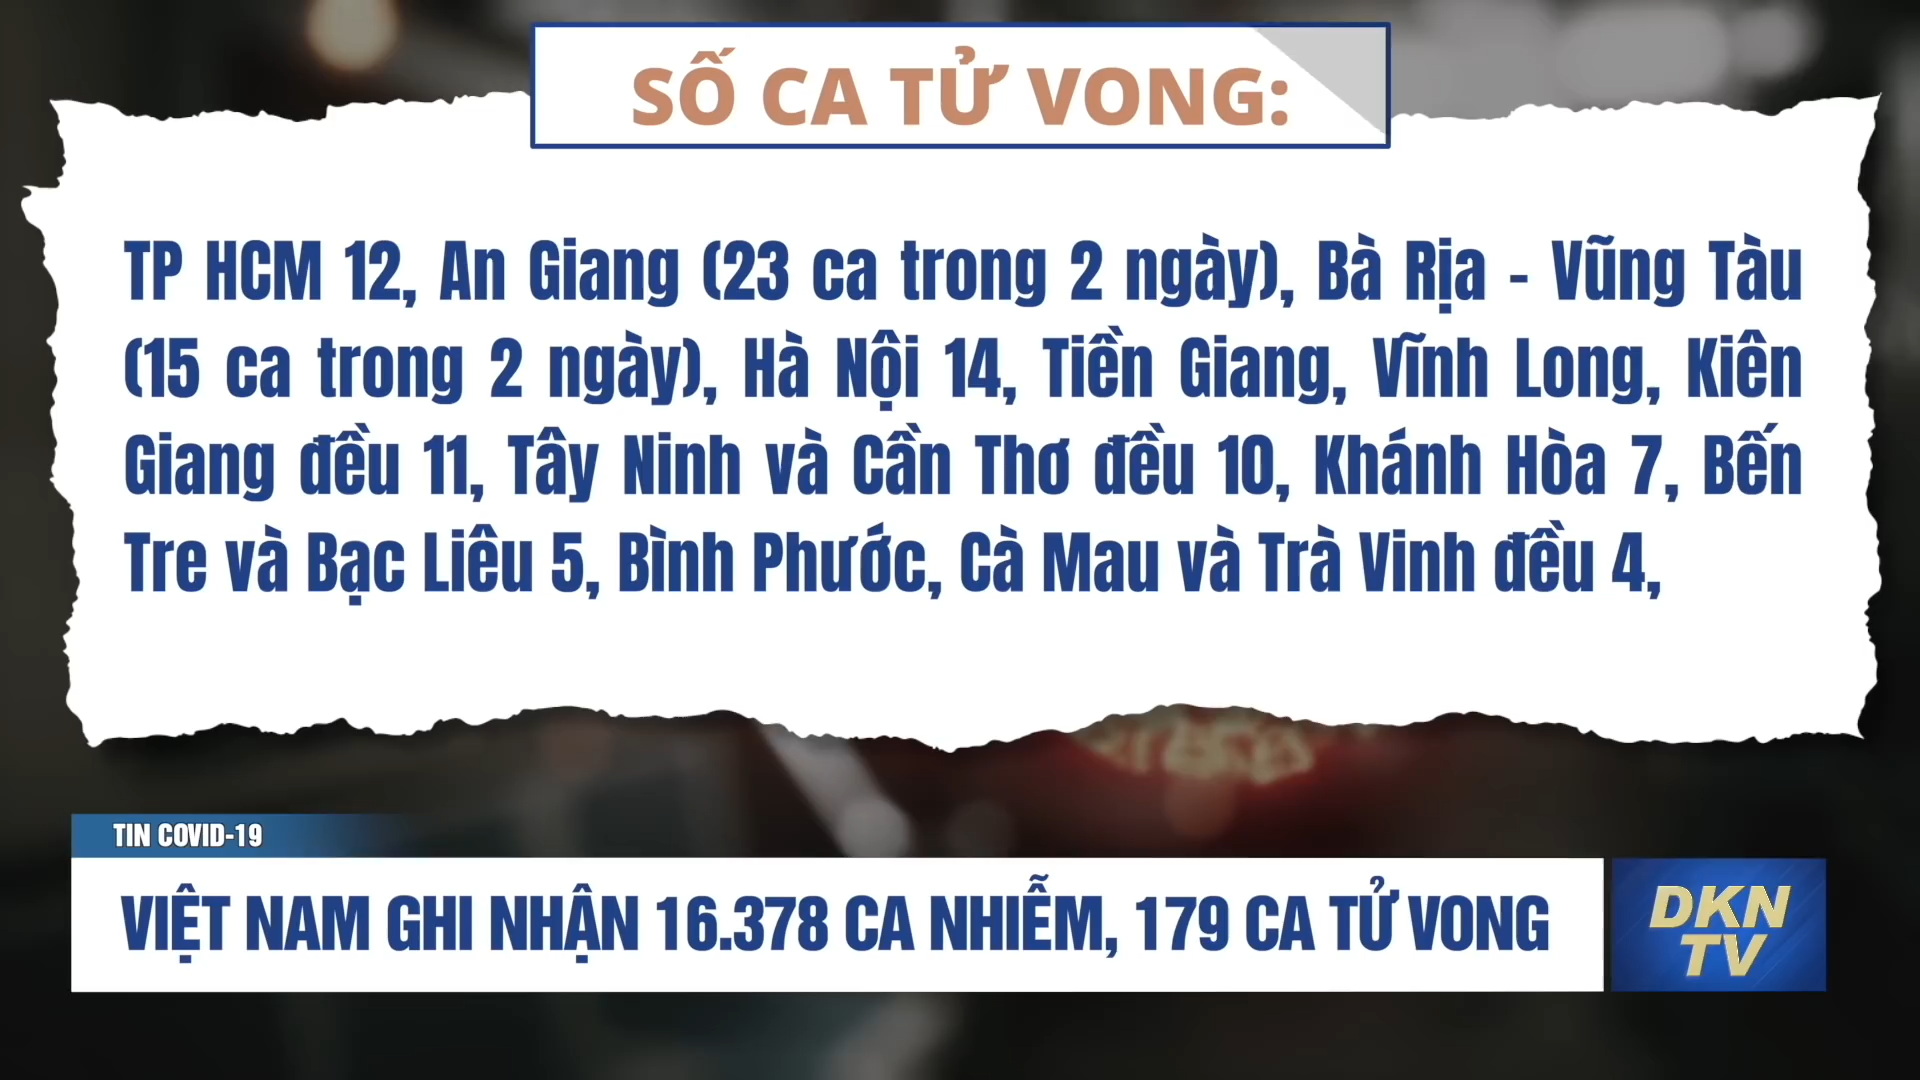 SỐ CA TỬ VONG:
TP HCM 12, An Giang (23 ca trong 2 ngày), Bà Rịa - Vũng Tàu
(15 ca trong 2 ngày), Hà Nội 14, Tiền Giang, Vĩnh Long, Kiên
Giang đều 11, Tây Ninh và Cần Thơ đều 10, Khánh Hòa 7, Bến
Tre và Bạc Liêu 5, Bình Phước, Cà Mau và Trà Vinh đều 4,
TIN COVID-19
VIỆT NAM GHI NHẬN 16.378 CA NHIỄM, 179 CA TỬ VONG
DKN
TV